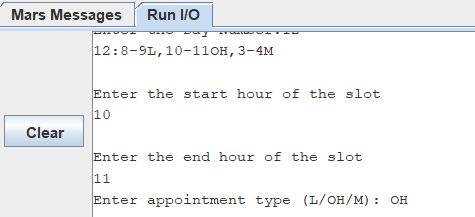 Mars Messages Run I/O
12:8-9L,10-11OH,3-4M
Enter the start hour of the slot
10
Clear
Enter the end hour of the slot
11
Enter appointment type (L/OH/M): OH